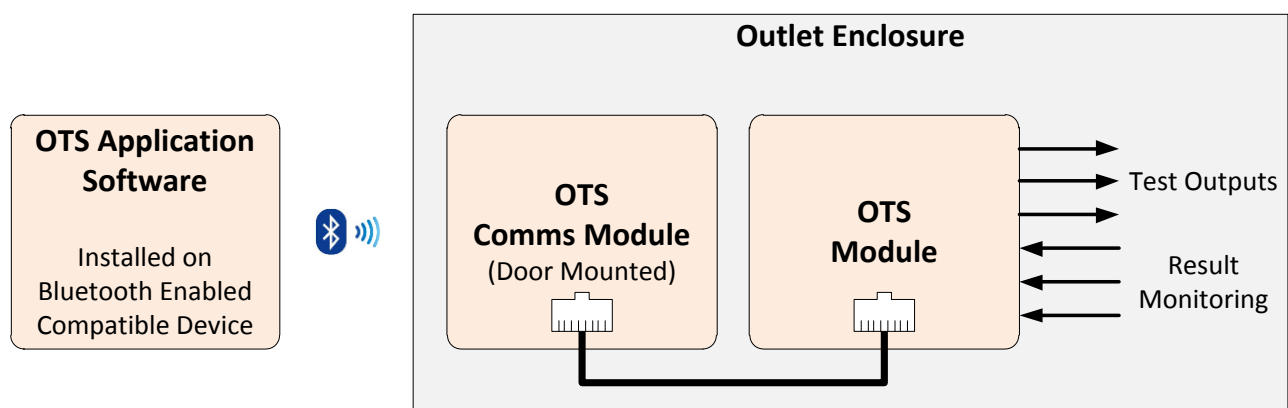 Outlet Enclosure
OTS Application
Software
Installed on
Bluetooth Enabled
Compatible Device
OTS
Comms Module
(Door Mounted)
OTS
Module
Test Outputs
Result
Monitoring